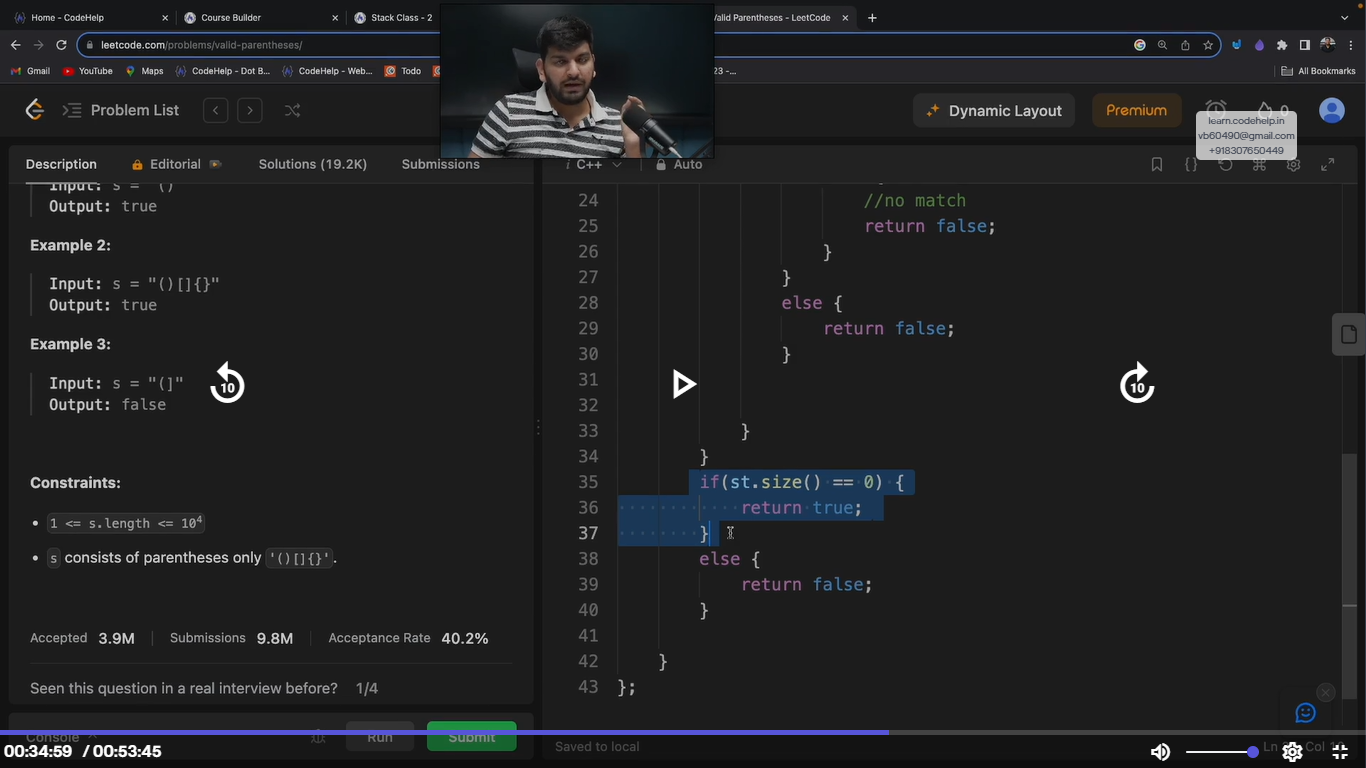 Home - CodeHelp
Course Builder
Stack Class - 2
Valid Parentheses - LeetCode
leetcode.com/problems/valid-parentheses/
Gmail
YouTube
Maps
CodeHelp - Dot B...
CodeHelp - Web...
Todo
23 -...
All Bookmarks
Problem List
Dynamic Layout
Premium
0
learn.codehelp.in
vb60490@gmail.com
+918307650449
Description
Editorial
Solutions (19.2K)
Submissions
C++
Auto
Input: s = "()"
Output: true
Example 2:
Input: s = "()[]{}"
Output: true
Example 3:
Input: s = "(]"
Output: false
10
Constraints:
1 <= s.length <= 10⁴
s consists of parentheses only '()[]{}'.
Accepted 3.9M
Submissions 9.8M
Acceptance Rate 40.2%
Seen this question in a real interview before? 1/4
Console
Run
Submit
24 //no match
25 return false;
26 }
27 }
28 else {
29 return false;
30 }
31
32
33 }
34 }
35 if(st.size() == 0) {
36 return true;
37 }
38 else {
39 return false;
40 }
41
42 }
43 };
10
Saved to local
Ln
Col
00:34:59 / 00:53:45